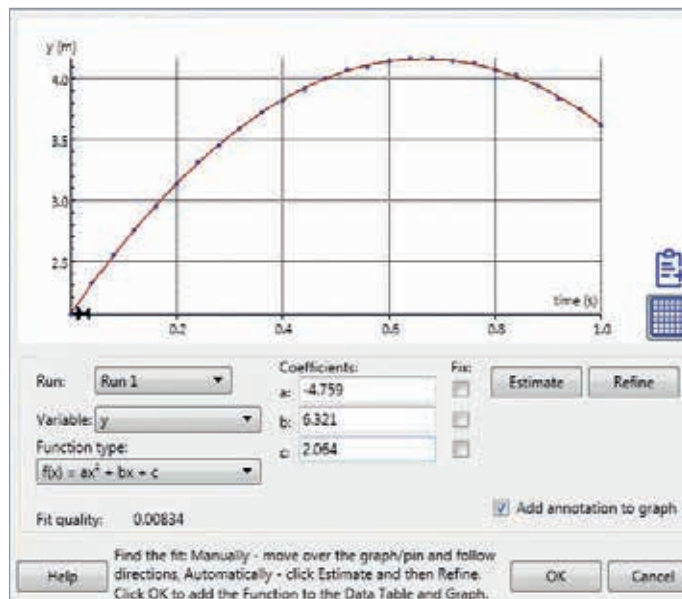 y (m)
4.0
3.5
3.0
2.5
time (s)
0.2 0.4 0.6 0.8 1.0
Run: Run 1
Variable: y
Function type:
f(x) = ax² + bx + c
Fit quality: 0.00834
Coefficients: Fix:
a: -4.759
b: 6.321
c: 2.064
Estimate Refine
Add annotation to graph
Help
Find the fit: Manually - move over the graph/pin and follow
directions, Automatically - click Estimate and then Refine.
Click OK to add the Function to the Data Table and Graph.
OK Cancel